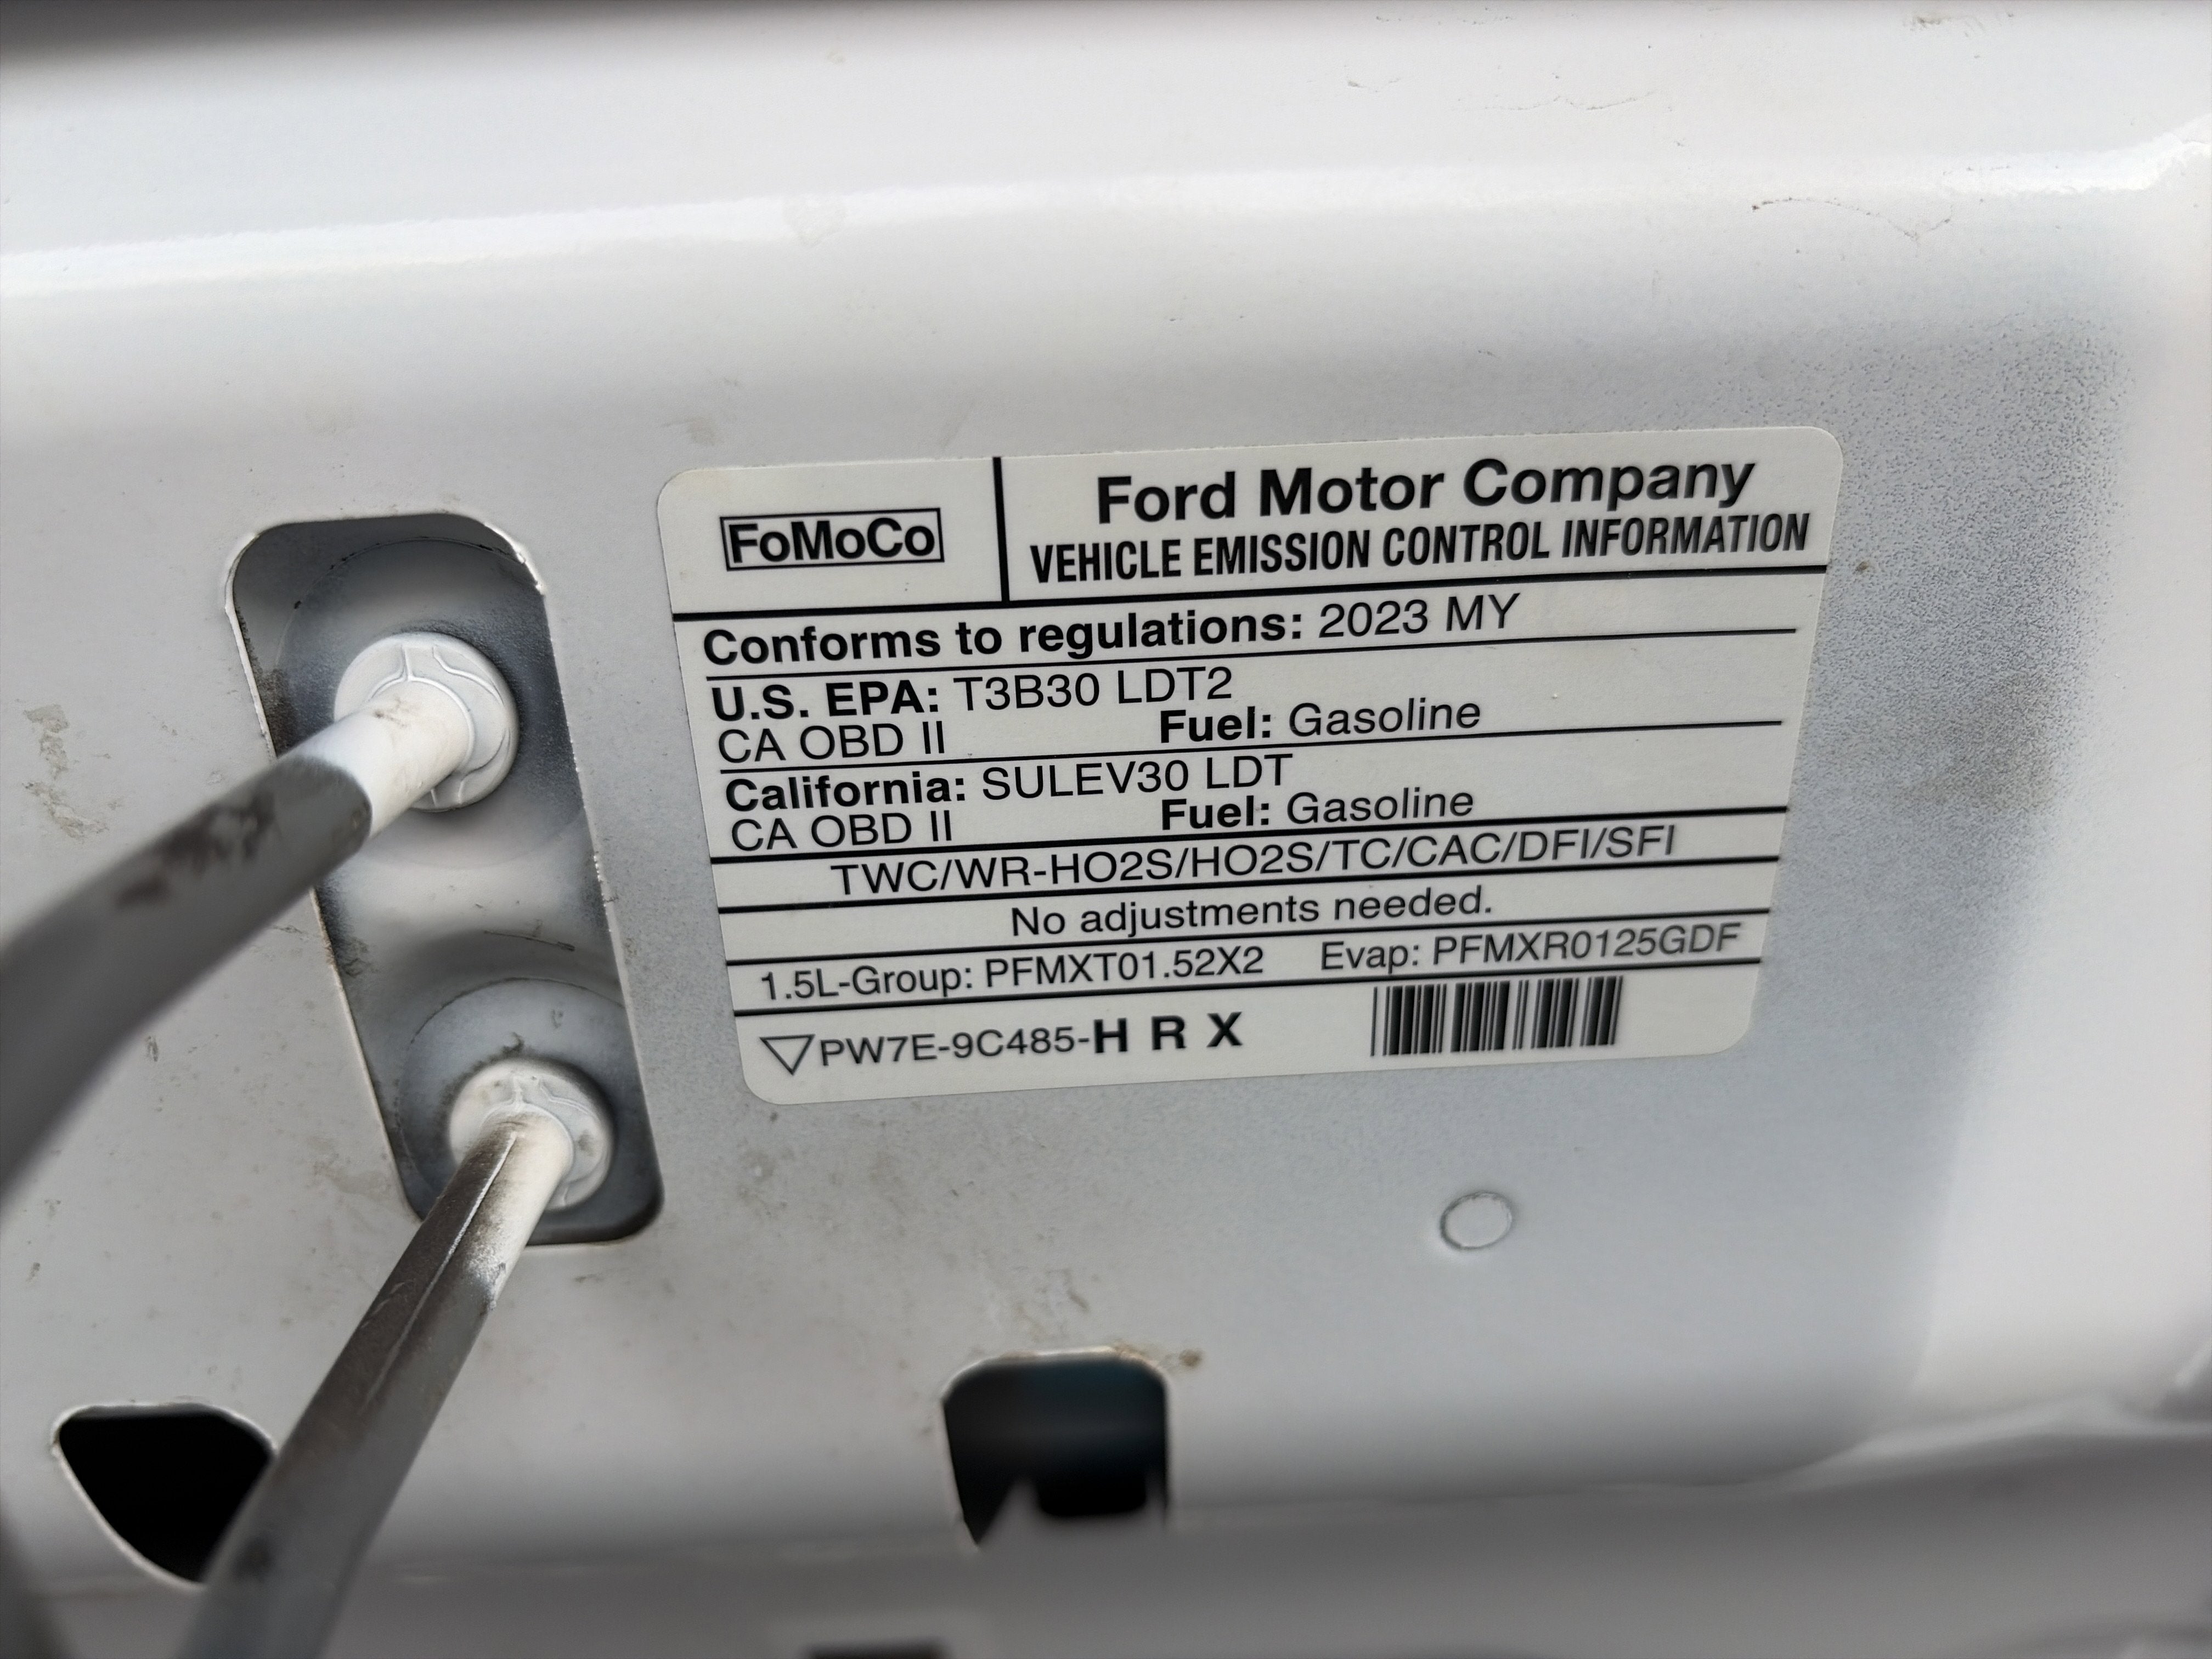 FoMoCo
Ford Motor Company
VEHICLE EMISSION CONTROL INFORMATION
Conforms to regulations: 2023 MY
U.S. EPA: T3B30 LDT2
CA OBD II Fuel: Gasoline
California: SULEV30 LDT
CA OBD II Fuel: Gasoline
TWC/WR-HO2S/HO2S/TC/CAC/DFI/SFI
No adjustments needed.
1.5L-Group: PFMXT01.52X2 Evap: PFMXR0125GDF
PW7E-9C485-H R X